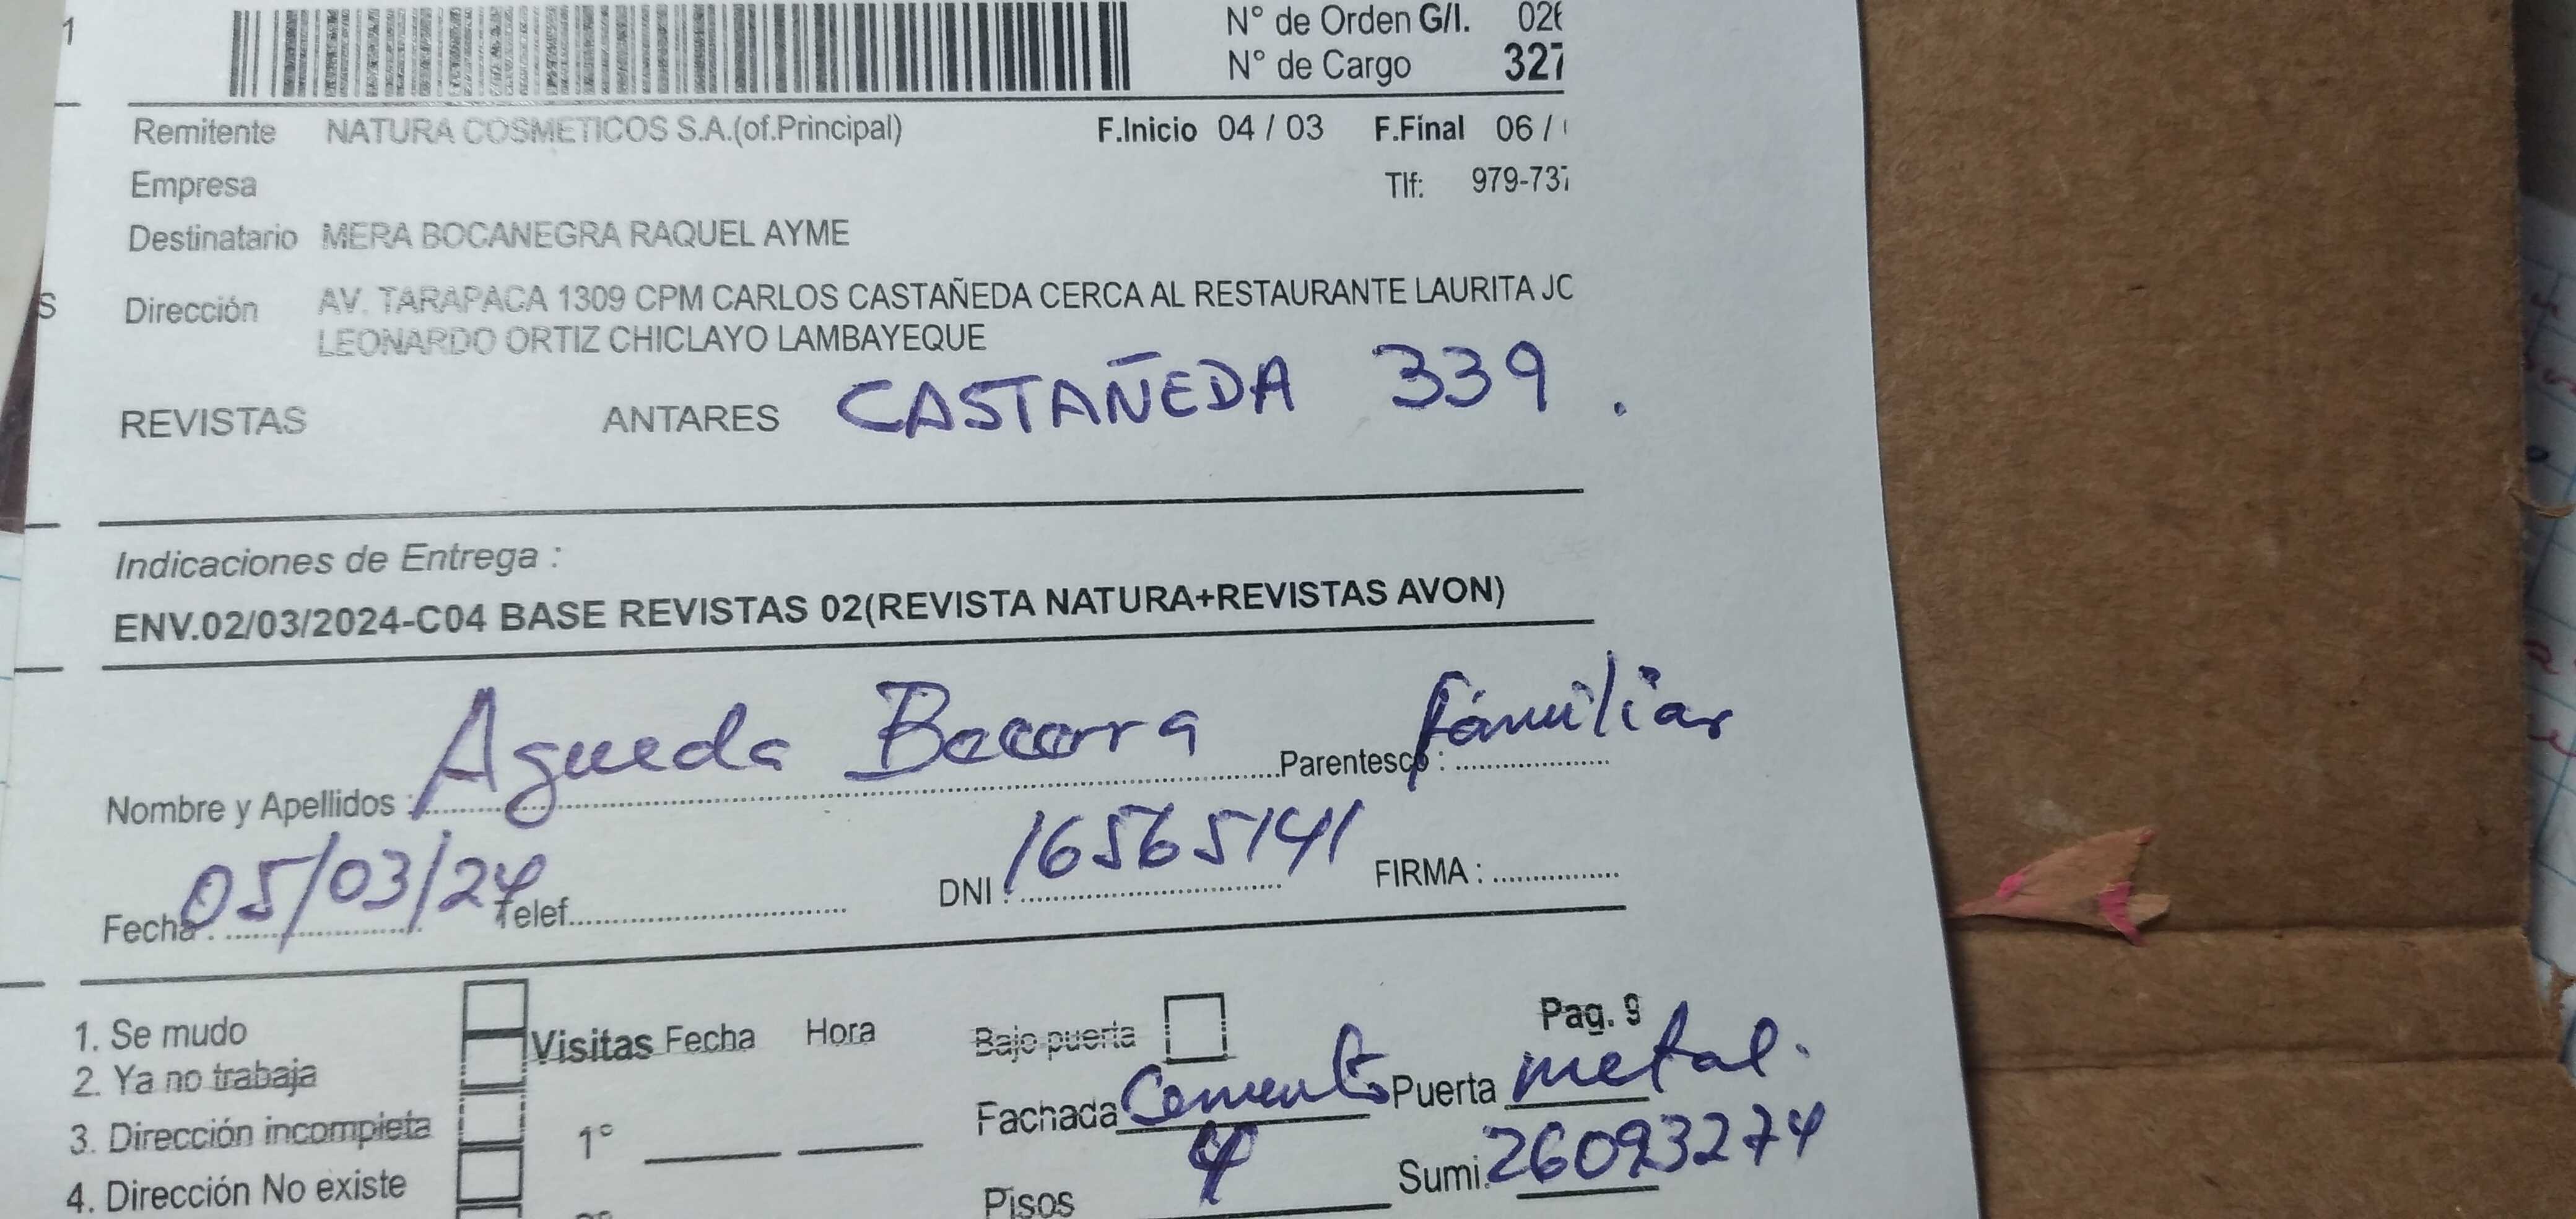 1
N° de Orden G/I. 026
N° de Cargo 327
Remitente NATURA COSMETICOS S.A.(of.Principal) F.Inicio 04 / 03 F.Final 06 /
Empresa Tlf: 979-737
Destinatario MERA BOCANEGRA RAQUEL AYME
S Dirección AV. TARAPACA 1309 CPM CARLOS CASTAÑEDA CERCA AL RESTAURANTE LAURITA JC
LEONARDO ORTIZ CHICLAYO LAMBAYEQUE
REVISTAS ANTARES CASTAÑEDA 339.
Indicaciones de Entrega :
ENV.02/03/2024-C04 BASE REVISTAS 02(REVISTA NATURA+REVISTAS AVON)
Nombre y Apellidos : Agueda Becerra Parentesco : familiar
Fecha : 05/03/24 Telef. DNI : 16565141 FIRMA :
Pag. 9
1. Se mudo Visitas Fecha Hora Bajo puerta
2. Ya no trabaja Fachada Cemento Puerta metal.
3. Dirección incompleta 1°
4. Dirección No existe Pisos 4 Sumi. 26093274